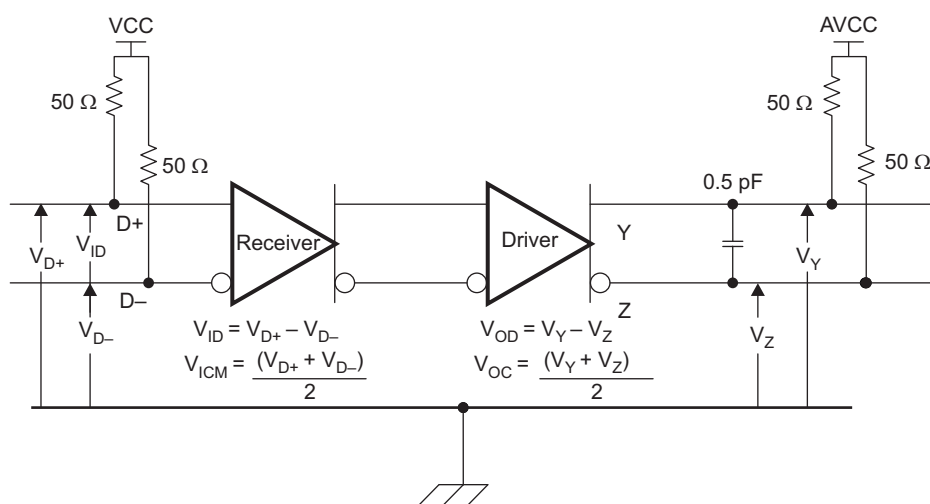 VCC
AVCC
50 Ω
50 Ω
50 Ω
50 Ω
0.5 pF
D+
Receiver
Driver
Y
V_ID
V_D+
V_Y
D–
Z
V_D–
V_Z
V_ID = V_D+ – V_D–
V_OD = V_Y – V_Z
V_ICM = (V_D+ + V_D–)
2
V_OC = (V_Y + V_Z)
2